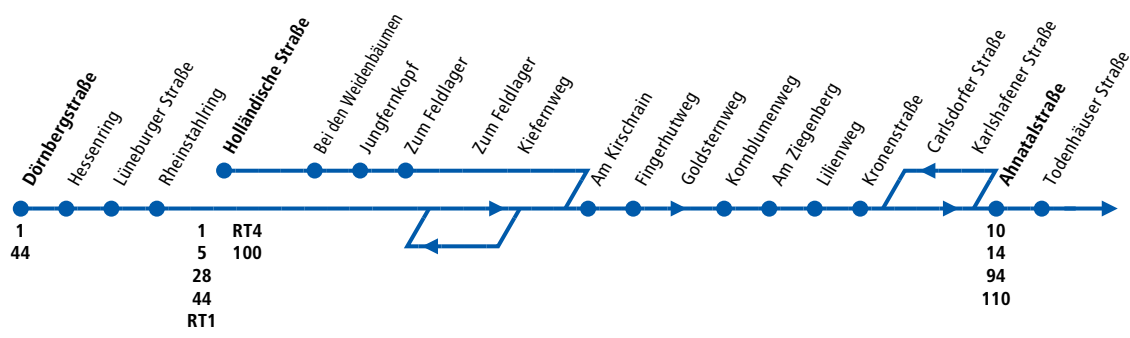 Dörnbergstraße
Hessenring
Lüneburger Straße
Rheinstahlring
Holländische Straße
Bei den Weidenbäumen
Jungfernkopf
Zum Feldlager
Zum Feldlager
Kiefernweg
Am Kirschrain
Fingerhutweg
Goldsternweg
Kornblumenweg
Am Ziegenberg
Lilienweg
Kronenstraße
Carlsdorfer Straße
Karlshafener Straße
Ahnatalstraße
Todenhäuser Straße
1
44
1 RT4
5 100
28
44
RT1
10
14
94
110